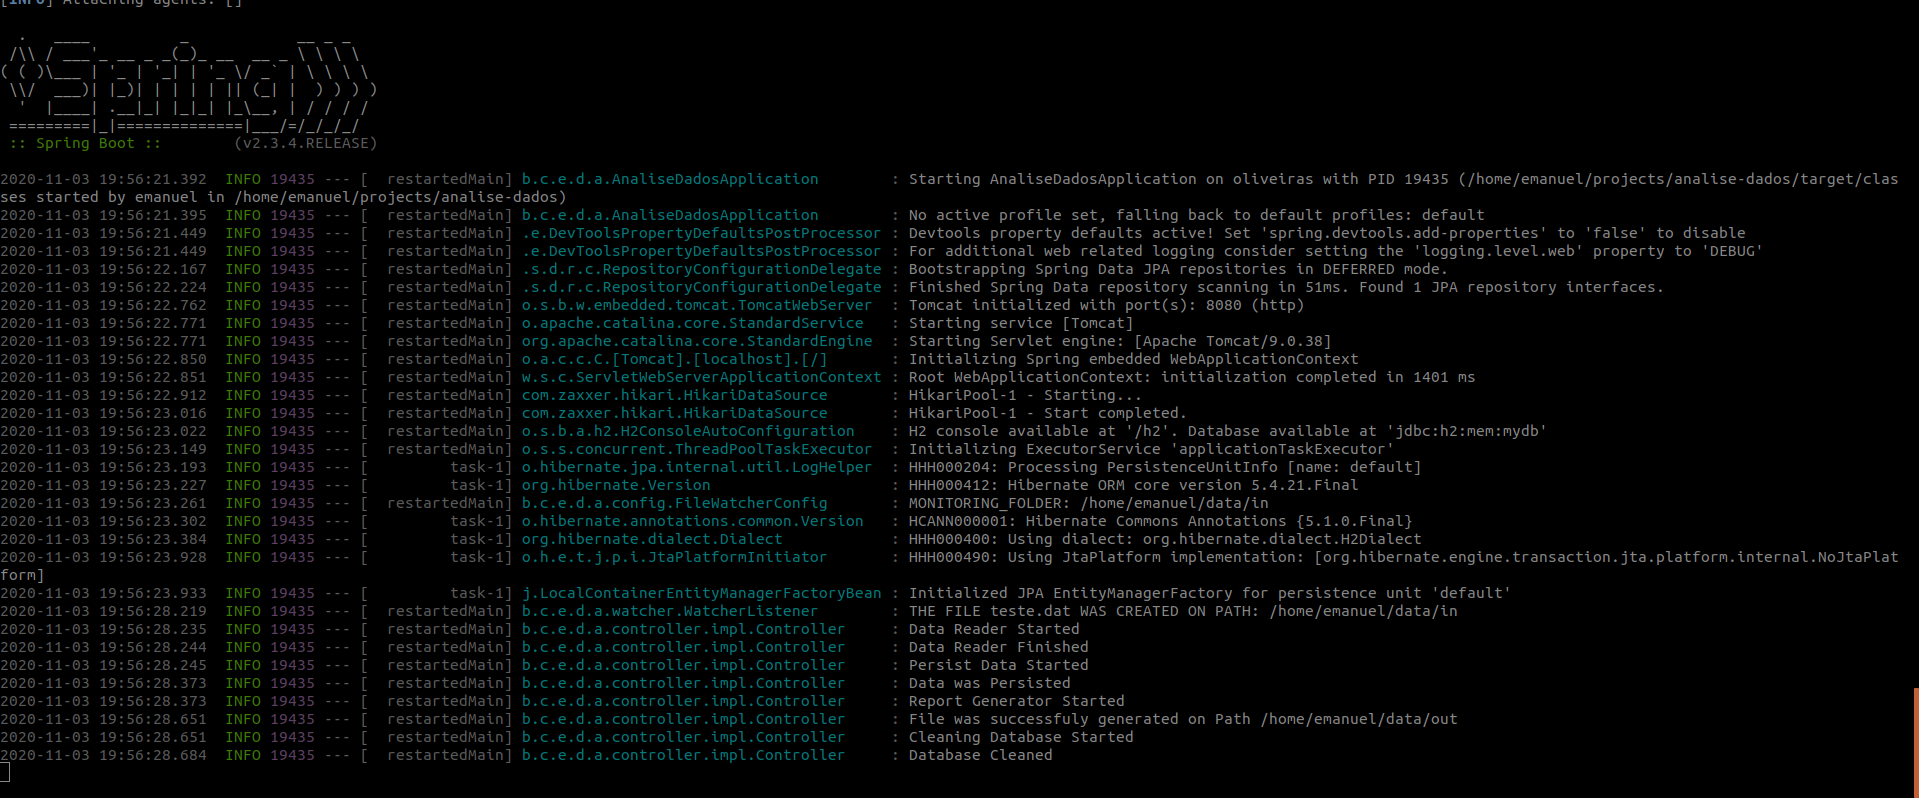 [INFO] Attaching agents: []
  .   ____          _            __ _ _
 /\\ / ___'_ __ _ _(_)_ __  __ _ \ \ \ \
( ( )\___ | '_ | '_| | '_ \/ _` | \ \ \ \
 \\/  ___)| |_)| | | | | || (_| |  ) ) ) )
  '  |____| .__|_| |_|_| |_\__, | / / / /
 =========|_|==============|___/=/_/_/_/
 :: Spring Boot ::        (v2.3.4.RELEASE)
2020-11-03 19:56:21.392  INFO 19435 --- [  restartedMain] b.c.e.d.a.AnaliseDadosApplication        : Starting AnaliseDadosApplication on oliveiras with PID 19435 (/home/emanuel/projects/analise-dados/target/clas
ses started by emanuel in /home/emanuel/projects/analise-dados)
2020-11-03 19:56:21.395  INFO 19435 --- [  restartedMain] b.c.e.d.a.AnaliseDadosApplication        : No active profile set, falling back to default profiles: default
2020-11-03 19:56:21.449  INFO 19435 --- [  restartedMain] .e.DevToolsPropertyDefaultsPostProcessor : Devtools property defaults active! Set 'spring.devtools.add-properties' to 'false' to disable
2020-11-03 19:56:21.449  INFO 19435 --- [  restartedMain] .e.DevToolsPropertyDefaultsPostProcessor : For additional web related logging consider setting the 'logging.level.web' property to 'DEBUG'
2020-11-03 19:56:22.167  INFO 19435 --- [  restartedMain] .s.d.r.c.RepositoryConfigurationDelegate : Bootstrapping Spring Data JPA repositories in DEFERRED mode.
2020-11-03 19:56:22.224  INFO 19435 --- [  restartedMain] .s.d.r.c.RepositoryConfigurationDelegate : Finished Spring Data repository scanning in 51ms. Found 1 JPA repository interfaces.
2020-11-03 19:56:22.762  INFO 19435 --- [  restartedMain] o.s.b.w.embedded.tomcat.TomcatWebServer  : Tomcat initialized with port(s): 8080 (http)
2020-11-03 19:56:22.771  INFO 19435 --- [  restartedMain] o.apache.catalina.core.StandardService   : Starting service [Tomcat]
2020-11-03 19:56:22.771  INFO 19435 --- [  restartedMain] org.apache.catalina.core.StandardEngine  : Starting Servlet engine: [Apache Tomcat/9.0.38]
2020-11-03 19:56:22.850  INFO 19435 --- [  restartedMain] o.a.c.c.C.[Tomcat].[localhost].[/]       : Initializing Spring embedded WebApplicationContext
2020-11-03 19:56:22.851  INFO 19435 --- [  restartedMain] w.s.c.ServletWebServerApplicationContext : Root WebApplicationContext: initialization completed in 1401 ms
2020-11-03 19:56:22.912  INFO 19435 --- [  restartedMain] com.zaxxer.hikari.HikariDataSource       : HikariPool-1 - Starting...
2020-11-03 19:56:23.016  INFO 19435 --- [  restartedMain] com.zaxxer.hikari.HikariDataSource       : HikariPool-1 - Start completed.
2020-11-03 19:56:23.022  INFO 19435 --- [  restartedMain] o.s.b.a.h2.H2ConsoleAutoConfiguration    : H2 console available at '/h2'. Database available at 'jdbc:h2:mem:mydb'
2020-11-03 19:56:23.149  INFO 19435 --- [  restartedMain] o.s.s.concurrent.ThreadPoolTaskExecutor  : Initializing ExecutorService 'applicationTaskExecutor'
2020-11-03 19:56:23.193  INFO 19435 --- [         task-1] o.hibernate.jpa.internal.util.LogHelper  : HHH000204: Processing PersistenceUnitInfo [name: default]
2020-11-03 19:56:23.227  INFO 19435 --- [         task-1] org.hibernate.Version                    : HHH000412: Hibernate ORM core version 5.4.21.Final
2020-11-03 19:56:23.261  INFO 19435 --- [  restartedMain] b.c.e.d.a.config.FileWatcherConfig       : MONITORING_FOLDER: /home/emanuel/data/in
2020-11-03 19:56:23.302  INFO 19435 --- [         task-1] o.hibernate.annotations.common.Version   : HCANN000001: Hibernate Commons Annotations {5.1.0.Final}
2020-11-03 19:56:23.384  INFO 19435 --- [         task-1] org.hibernate.dialect.Dialect            : HHH000400: Using dialect: org.hibernate.dialect.H2Dialect
2020-11-03 19:56:23.928  INFO 19435 --- [         task-1] o.h.e.t.j.p.i.JtaPlatformInitiator       : HHH000490: Using JtaPlatform implementation: [org.hibernate.engine.transaction.jta.platform.internal.NoJtaPlat
form]
2020-11-03 19:56:23.933  INFO 19435 --- [         task-1] j.LocalContainerEntityManagerFactoryBean : Initialized JPA EntityManagerFactory for persistence unit 'default'
2020-11-03 19:56:28.219  INFO 19435 --- [  restartedMain] b.c.e.d.a.watcher.WatcherListener        : THE FILE teste.dat WAS CREATED ON PATH: /home/emanuel/data/in
2020-11-03 19:56:28.235  INFO 19435 --- [  restartedMain] b.c.e.d.a.controller.impl.Controller     : Data Reader Started
2020-11-03 19:56:28.244  INFO 19435 --- [  restartedMain] b.c.e.d.a.controller.impl.Controller     : Data Reader Finished
2020-11-03 19:56:28.245  INFO 19435 --- [  restartedMain] b.c.e.d.a.controller.impl.Controller     : Persist Data Started
2020-11-03 19:56:28.373  INFO 19435 --- [  restartedMain] b.c.e.d.a.controller.impl.Controller     : Data was Persisted
2020-11-03 19:56:28.373  INFO 19435 --- [  restartedMain] b.c.e.d.a.controller.impl.Controller     : Report Generator Started
2020-11-03 19:56:28.651  INFO 19435 --- [  restartedMain] b.c.e.d.a.controller.impl.Controller     : File was successfuly generated on Path /home/emanuel/data/out
2020-11-03 19:56:28.651  INFO 19435 --- [  restartedMain] b.c.e.d.a.controller.impl.Controller     : Cleaning Database Started
2020-11-03 19:56:28.684  INFO 19435 --- [  restartedMain] b.c.e.d.a.controller.impl.Controller     : Database Cleaned